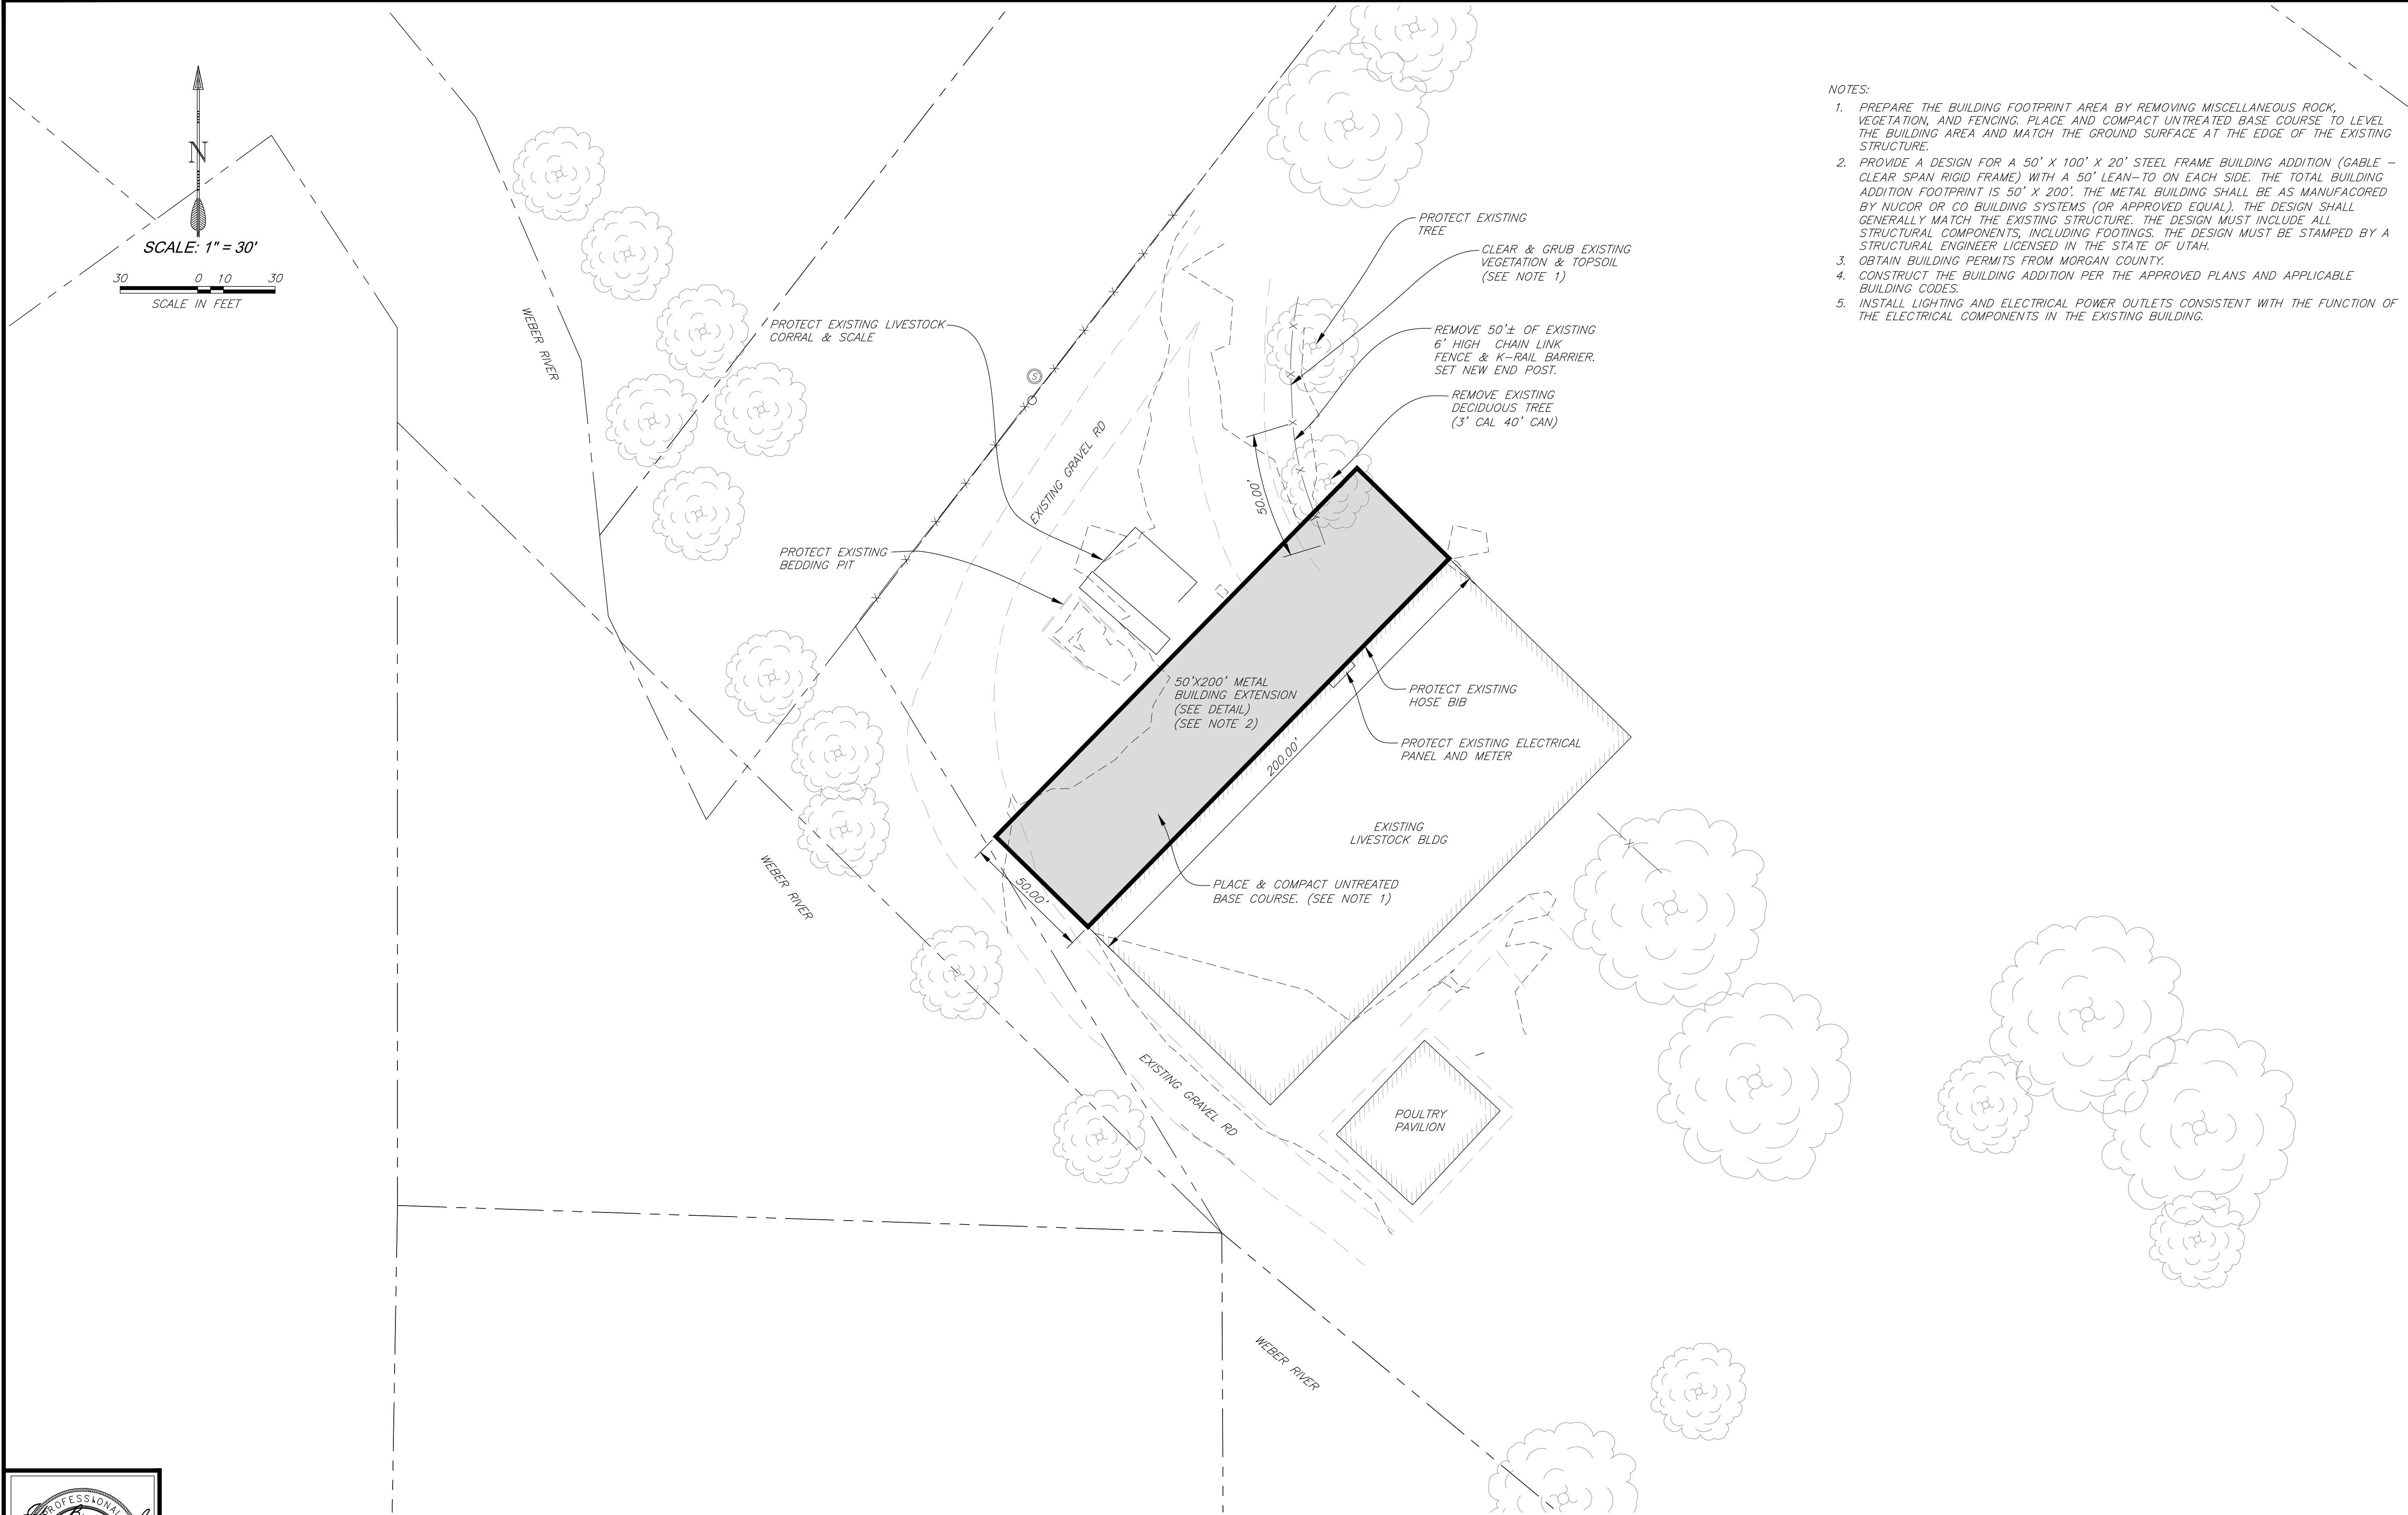 NOTES:
1. PREPARE THE BUILDING FOOTPRINT AREA BY REMOVING MISCELLANEOUS ROCK,
VEGETATION, AND FENCING. PLACE AND COMPACT UNTREATED BASE COURSE TO LEVEL
THE BUILDING AREA AND MATCH THE GROUND SURFACE AT THE EDGE OF THE EXISTING
STRUCTURE.
2. PROVIDE A DESIGN FOR A 50' X 100' X 20' STEEL FRAME BUILDING ADDITION (GABLE –
CLEAR SPAN RIGID FRAME) WITH A 50' LEAN–TO ON EACH SIDE. THE TOTAL BUILDING
ADDITION FOOTPRINT IS 50' X 200'. THE METAL BUILDING SHALL BE AS MANUFACORED
BY NUCOR OR CO BUILDING SYSTEMS (OR APPROVED EQUAL). THE DESIGN SHALL
GENERALLY MATCH THE EXISTING STRUCTURE. THE DESIGN MUST INCLUDE ALL
STRUCTURAL COMPONENTS, INCLUDING FOOTINGS. THE DESIGN MUST BE STAMPED BY A
STRUCTURAL ENGINEER LICENSED IN THE STATE OF UTAH.
3. OBTAIN BUILDING PERMITS FROM MORGAN COUNTY.
4. CONSTRUCT THE BUILDING ADDITION PER THE APPROVED PLANS AND APPLICABLE
BUILDING CODES.
5. INSTALL LIGHTING AND ELECTRICAL POWER OUTLETS CONSISTENT WITH THE FUNCTION OF
THE ELECTRICAL COMPONENTS IN THE EXISTING BUILDING.
N
SCALE: 1" = 30'
30 0 10 30
SCALE IN FEET
WEBER RIVER
PROTECT EXISTING LIVESTOCK
CORRAL & SCALE
S
EXISTING GRAVEL RD
PROTECT EXISTING
BEDDING PIT
PROTECT EXISTING
TREE
CLEAR & GRUB EXISTING
VEGETATION & TOPSOIL
(SEE NOTE 1)
REMOVE 50'± OF EXISTING
6' HIGH CHAIN LINK
FENCE & K–RAIL BARRIER.
SET NEW END POST.
REMOVE EXISTING
DECIDUOUS TREE
(3' CAL 40' CAN)
50.00'
50'X200' METAL
BUILDING EXTENSION
(SEE DETAIL)
(SEE NOTE 2)
PROTECT EXISTING
HOSE BIB
PROTECT EXISTING ELECTRICAL
PANEL AND METER
200.00'
EXISTING
LIVESTOCK BLDG
PLACE & COMPACT UNTREATED
BASE COURSE. (SEE NOTE 1)
50.00'
WEBER RIVER
EXISTING GRAVEL RD
POULTRY
PAVILION
WEBER RIVER
PROFESSIONAL